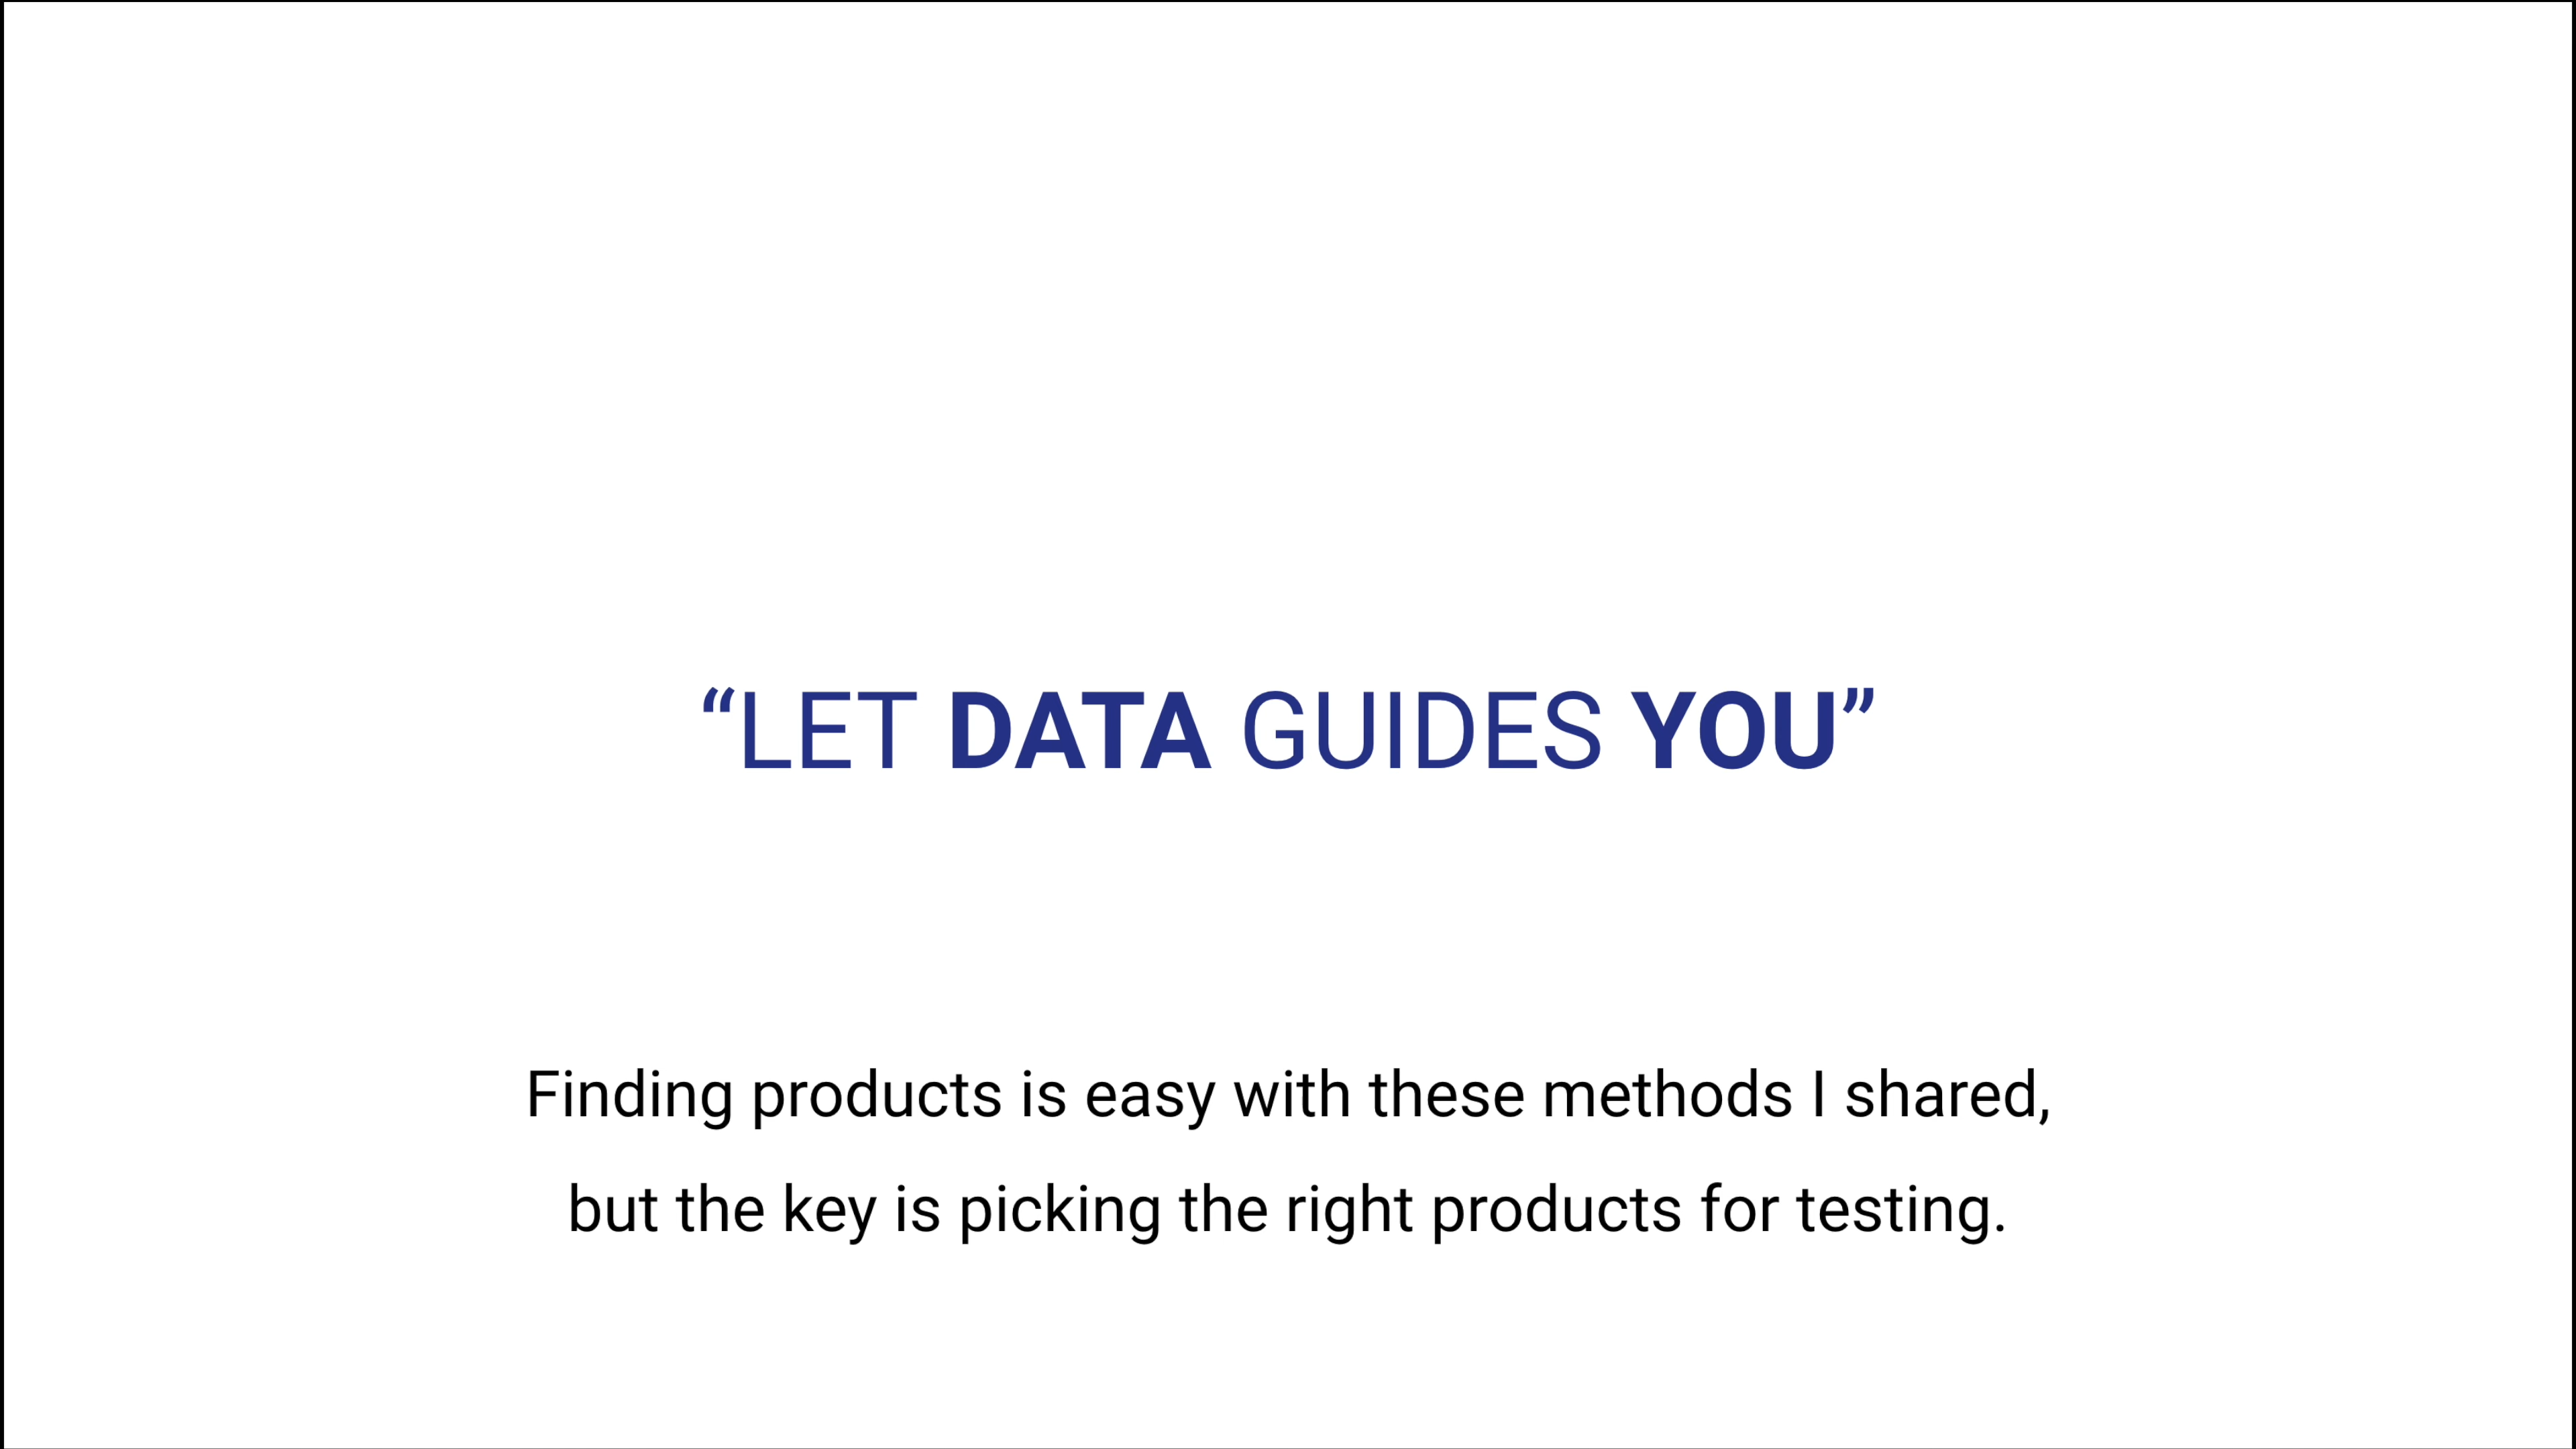 “LET DATA GUIDES YOU”
Finding products is easy with these methods I shared,
but the key is picking the right products for testing.